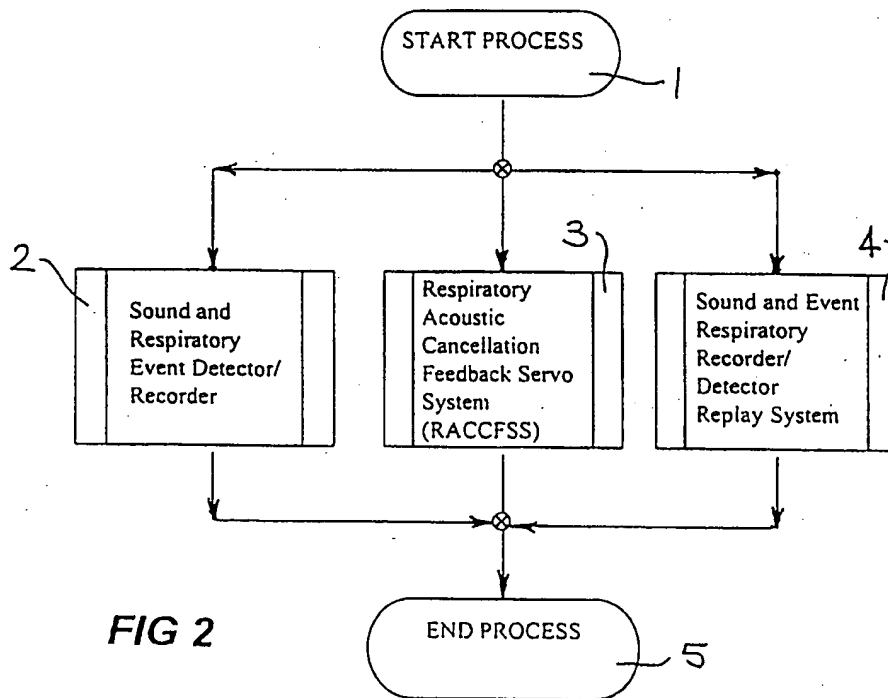 START PROCESS
1
2
Sound and
Respiratory
Event Detector/
Recorder
3
Respiratory
Acoustic
Cancellation
Feedback Servo
System
(RACCFSS)
4
Sound and Event
Respiratory
Recorder/
Detector
Replay System
FIG 2
END PROCESS
5